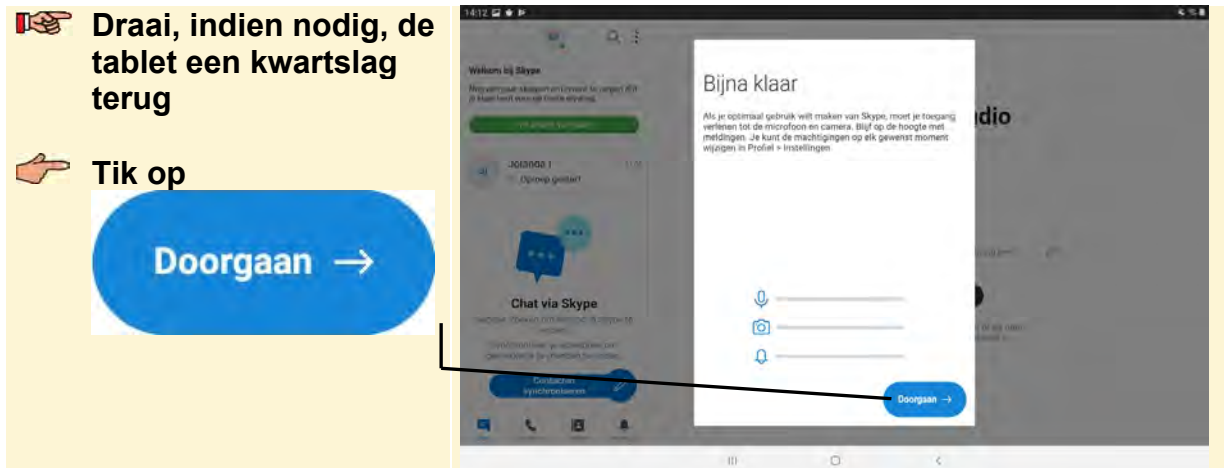 Draai, indien nodig, de
tablet een kwartslag
terug
Tik op
Doorgaan →
14:12
Welkom bij Skype
Bijna klaar
Als je optimaal gebruik wilt maken van Skype, moet je toegang
verlenen tot de microfoon en camera. Blijf op de hoogte met
meldingen. Je kunt de machtigingen op elk gewenst moment
wijzigen in Profiel > Instellingen.
dio
Oproep gestart
Chat via Skype
Contacten
synchroniseren
Doorgaan →